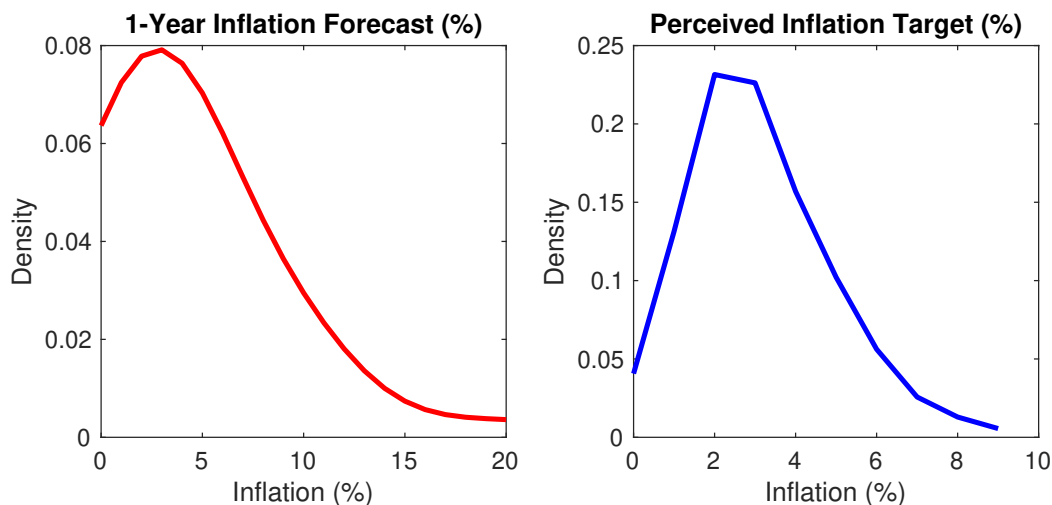 1-Year Inflation Forecast (%)
0.08
0.06
0.04
0.02
0
Density
0 5 10 15 20
Inflation (%)
Perceived Inflation Target (%)
0.25
0.2
0.15
0.1
0.05
0
Density
0 2 4 6 8 10
Inflation (%)